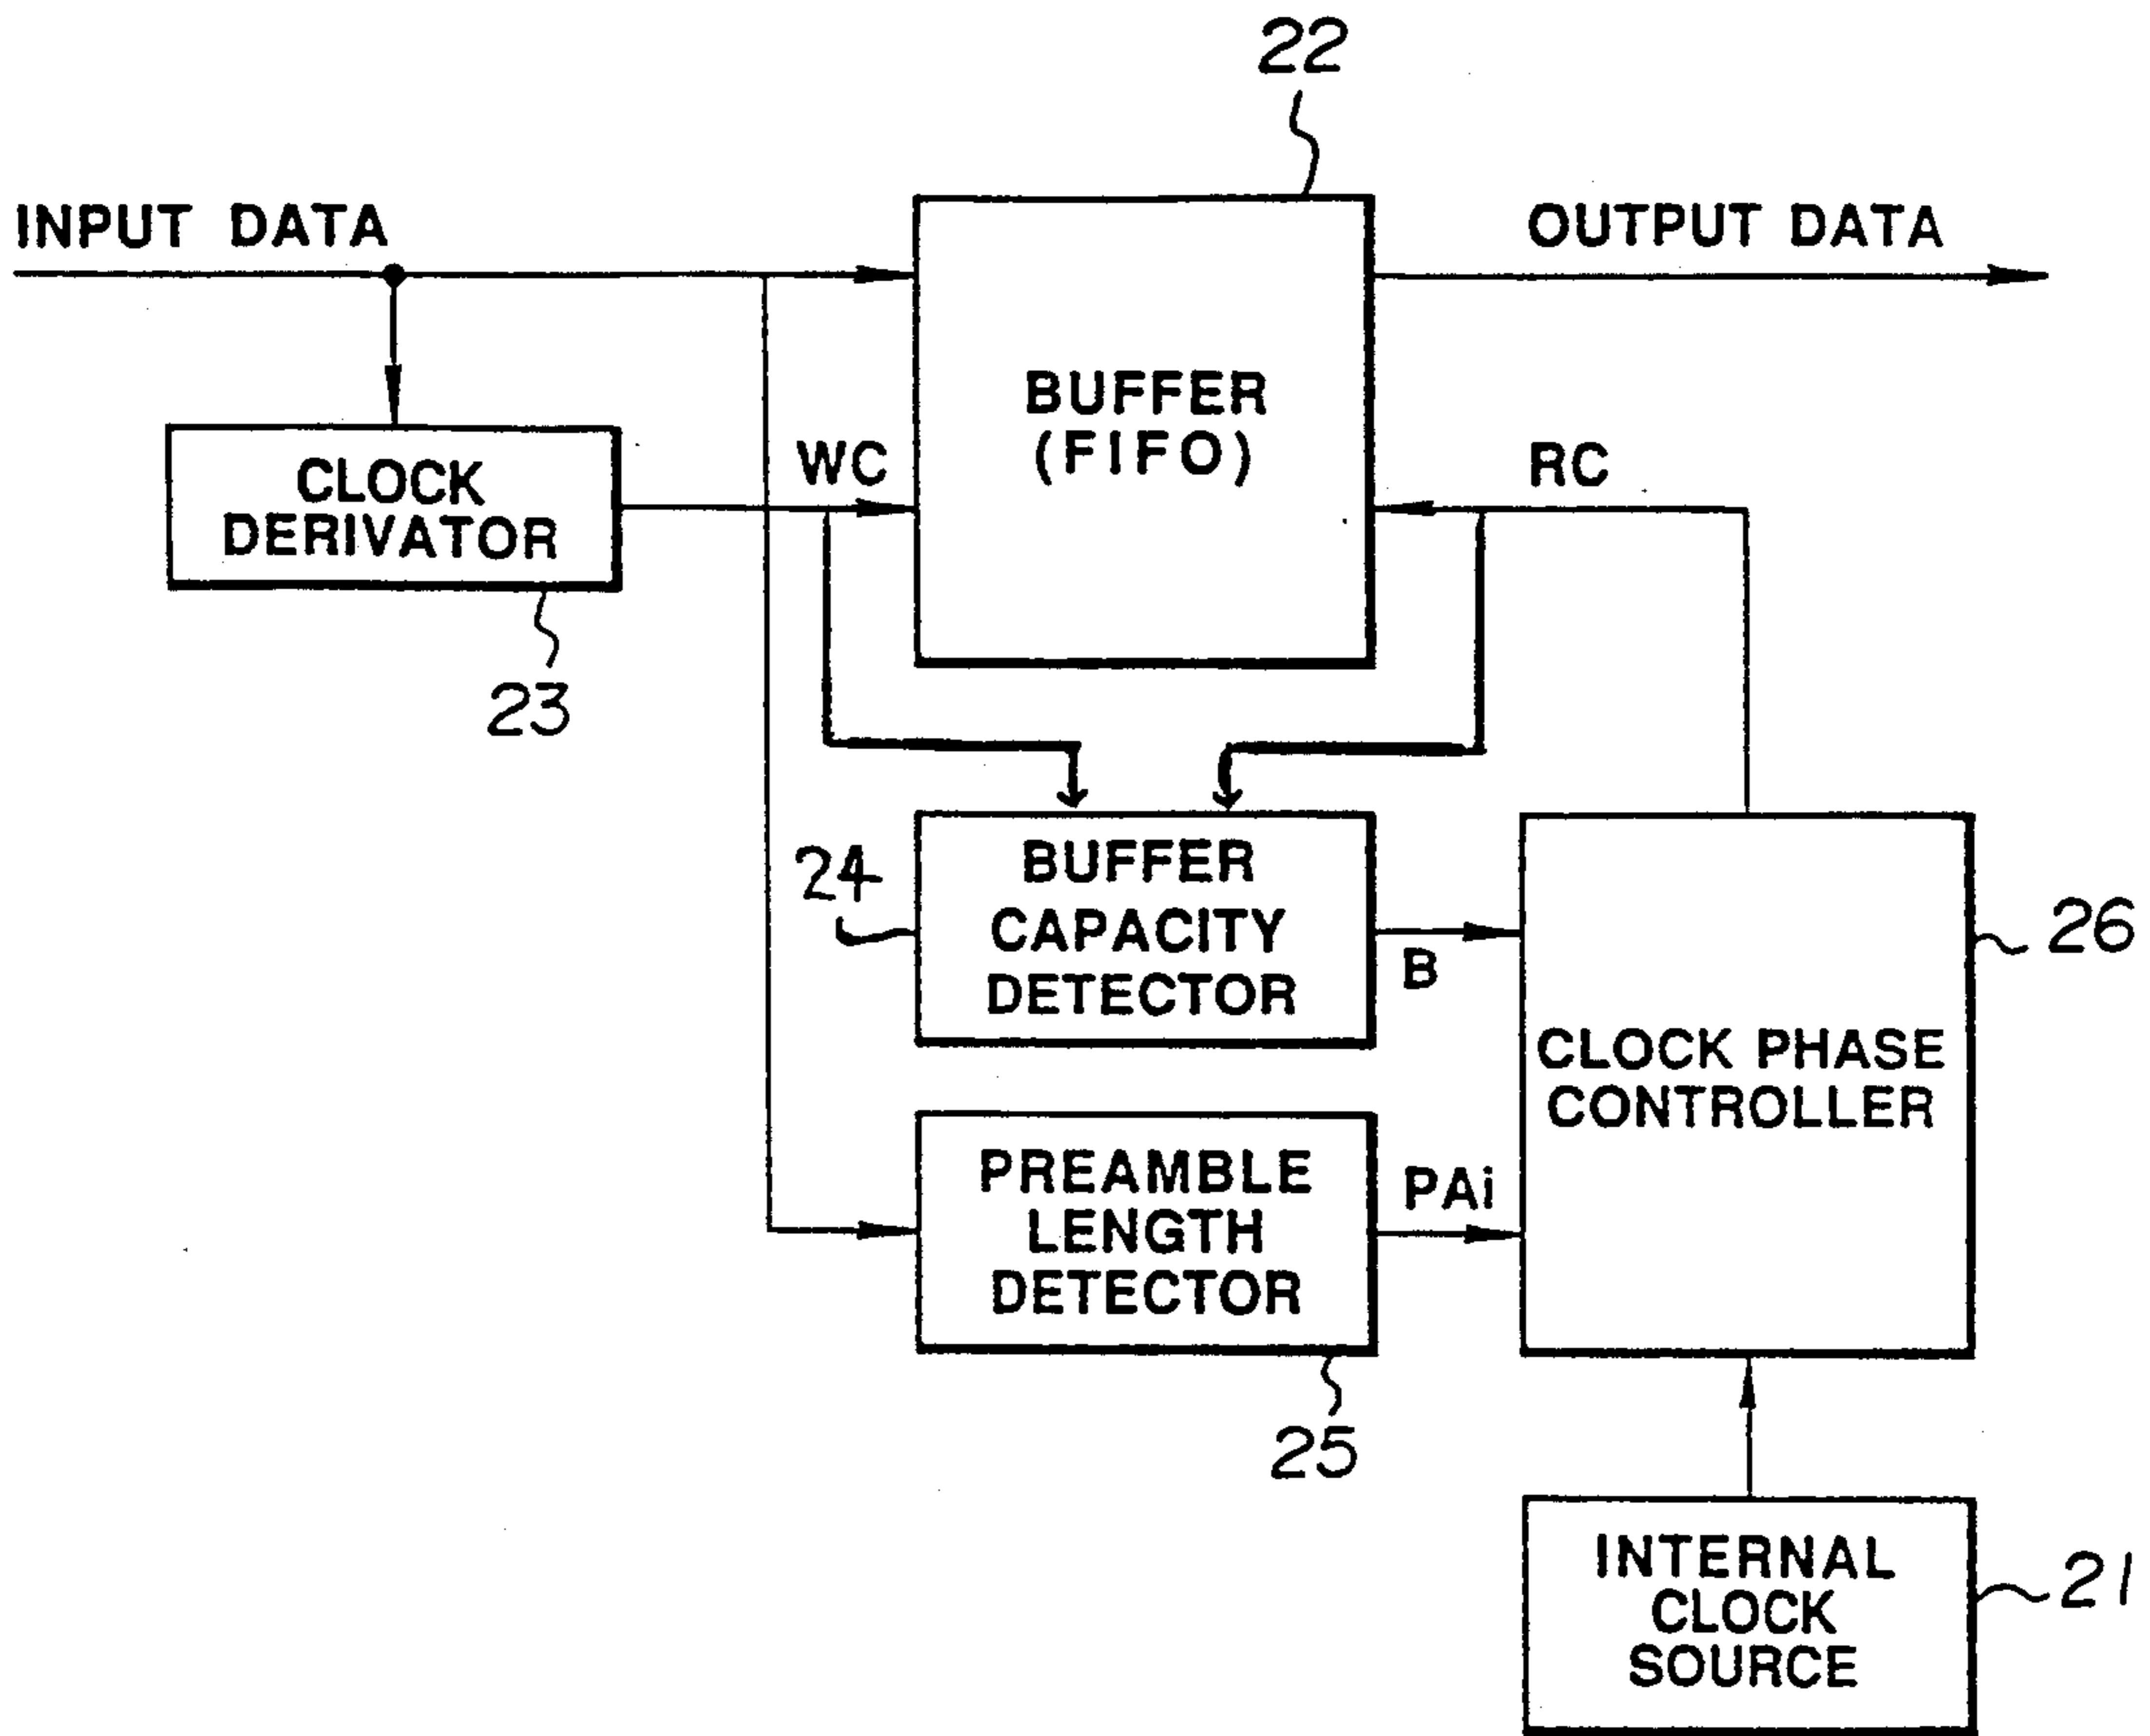 22
INPUT DATA
OUTPUT DATA
BUFFER
(FIFO)
WC
RC
CLOCK
DERIVATOR
23
BUFFER
CAPACITY
DETECTOR
24
B
26
CLOCK PHASE
CONTROLLER
PREAMBLE
LENGTH
DETECTOR
PAi
25
INTERNAL
CLOCK
SOURCE
21